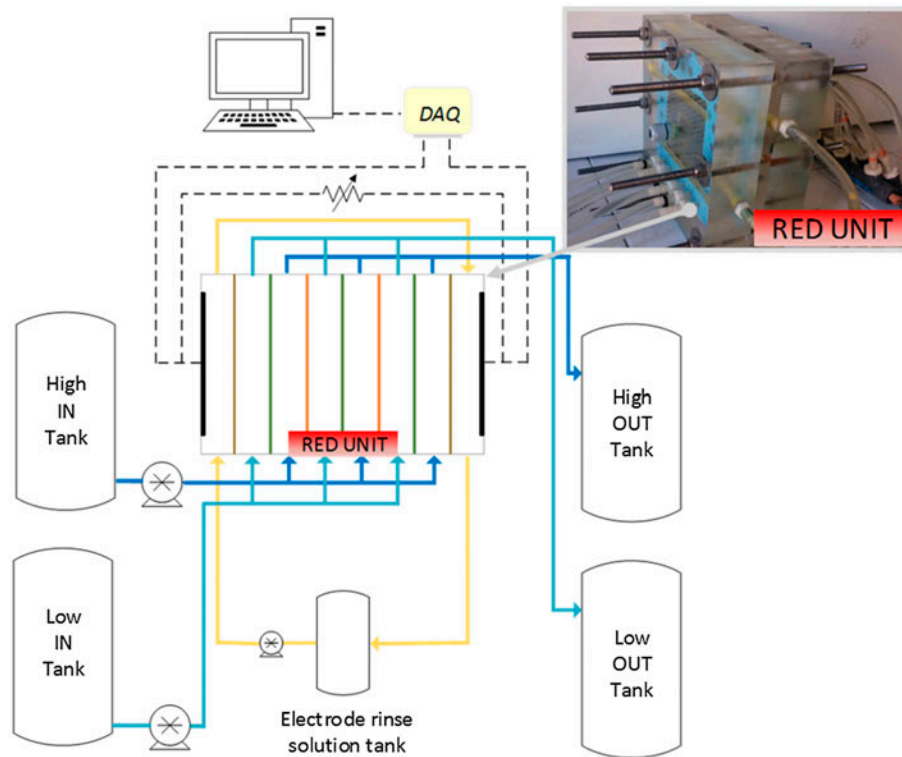 DAQ
RED UNIT
RED UNIT
High
IN
Tank
High
OUT
Tank
Low
IN
Tank
Low
OUT
Tank
Electrode rinse
solution tank